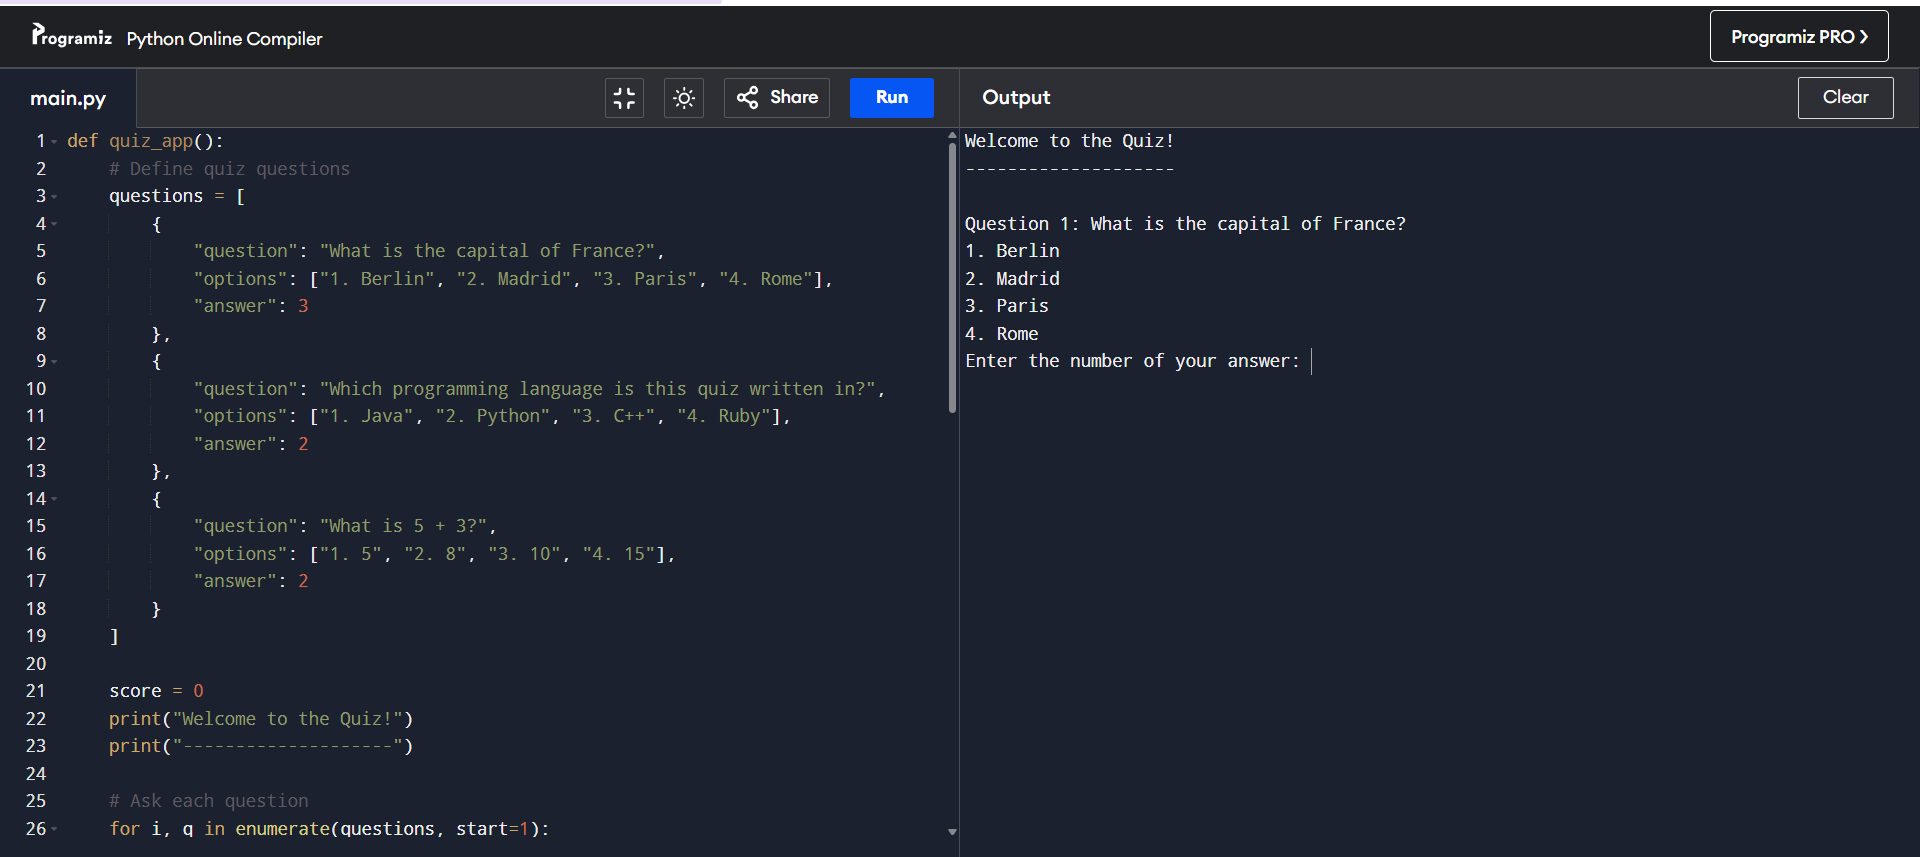 Programiz Python Online Compiler
Programiz PRO
main.py
Share
Run
Output
Clear
1 def quiz_app():
2     # Define quiz questions
3     questions = [
4         {
5             "question": "What is the capital of France?",
6             "options": ["1. Berlin", "2. Madrid", "3. Paris", "4. Rome"],
7             "answer": 3
8         },
9         {
10             "question": "Which programming language is this quiz written in?",
11             "options": ["1. Java", "2. Python", "3. C++", "4. Ruby"],
12             "answer": 2
13         },
14         {
15             "question": "What is 5 + 3?",
16             "options": ["1. 5", "2. 8", "3. 10", "4. 15"],
17             "answer": 2
18         }
19     ]
20
21     score = 0
22     print("Welcome to the Quiz!")
23     print("--------------------")
24
25     # Ask each question
26     for i, q in enumerate(questions, start=1):
Welcome to the Quiz!
--------------------
Question 1: What is the capital of France?
1. Berlin
2. Madrid
3. Paris
4. Rome
Enter the number of your answer: